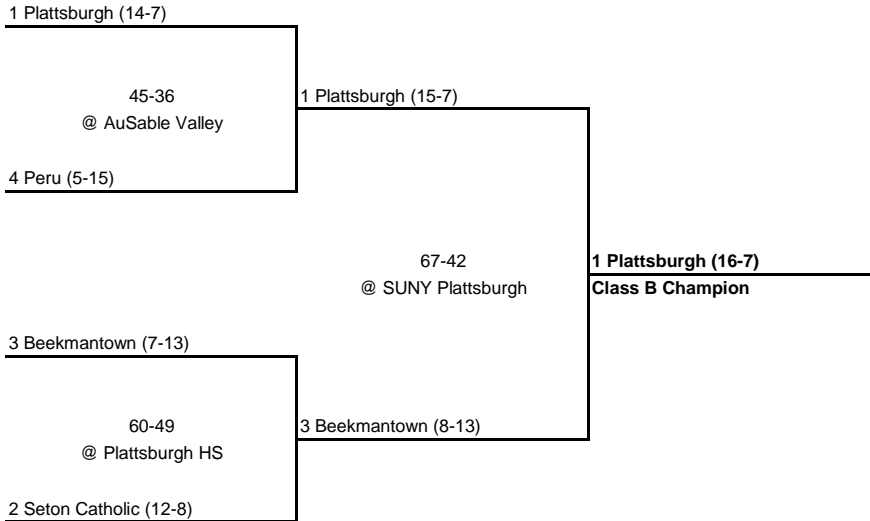 1 Plattsburgh (14-7)
45-36
@ AuSable Valley
1 Plattsburgh (15-7)
4 Peru (5-15)
67-42
@ SUNY Plattsburgh
1 Plattsburgh (16-7)
Class B Champion
3 Beekmantown (7-13)
60-49
@ Plattsburgh HS
3 Beekmantown (8-13)
2 Seton Catholic (12-8)